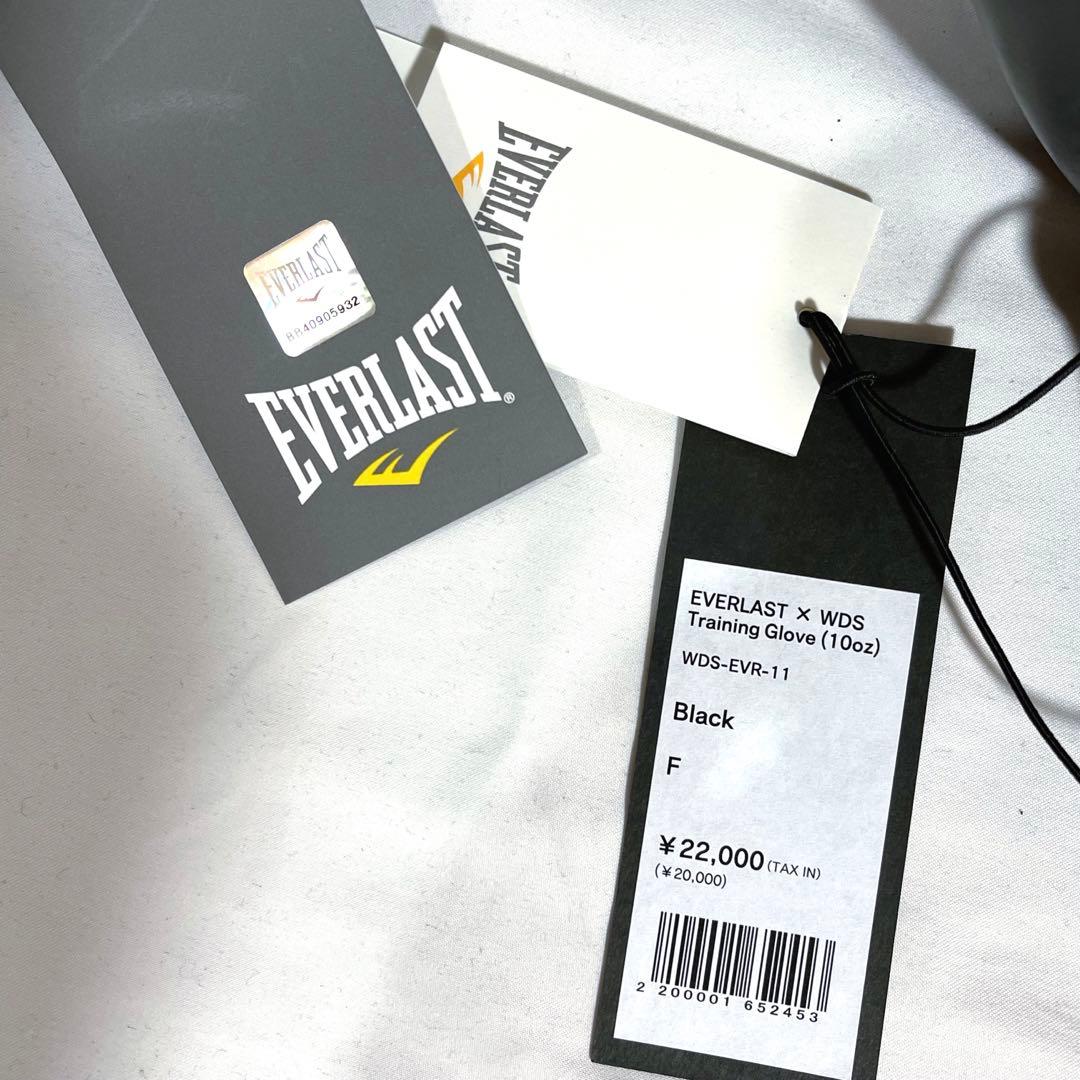 EVERLAST
BB40905932
EVERLAST®
EVERLAST
EVERLAST × WDS
Training Glove (10oz)
WDS-EVR-11
Black
F
¥22,000 (TAX IN)
(¥20,000)
2 200001 652453